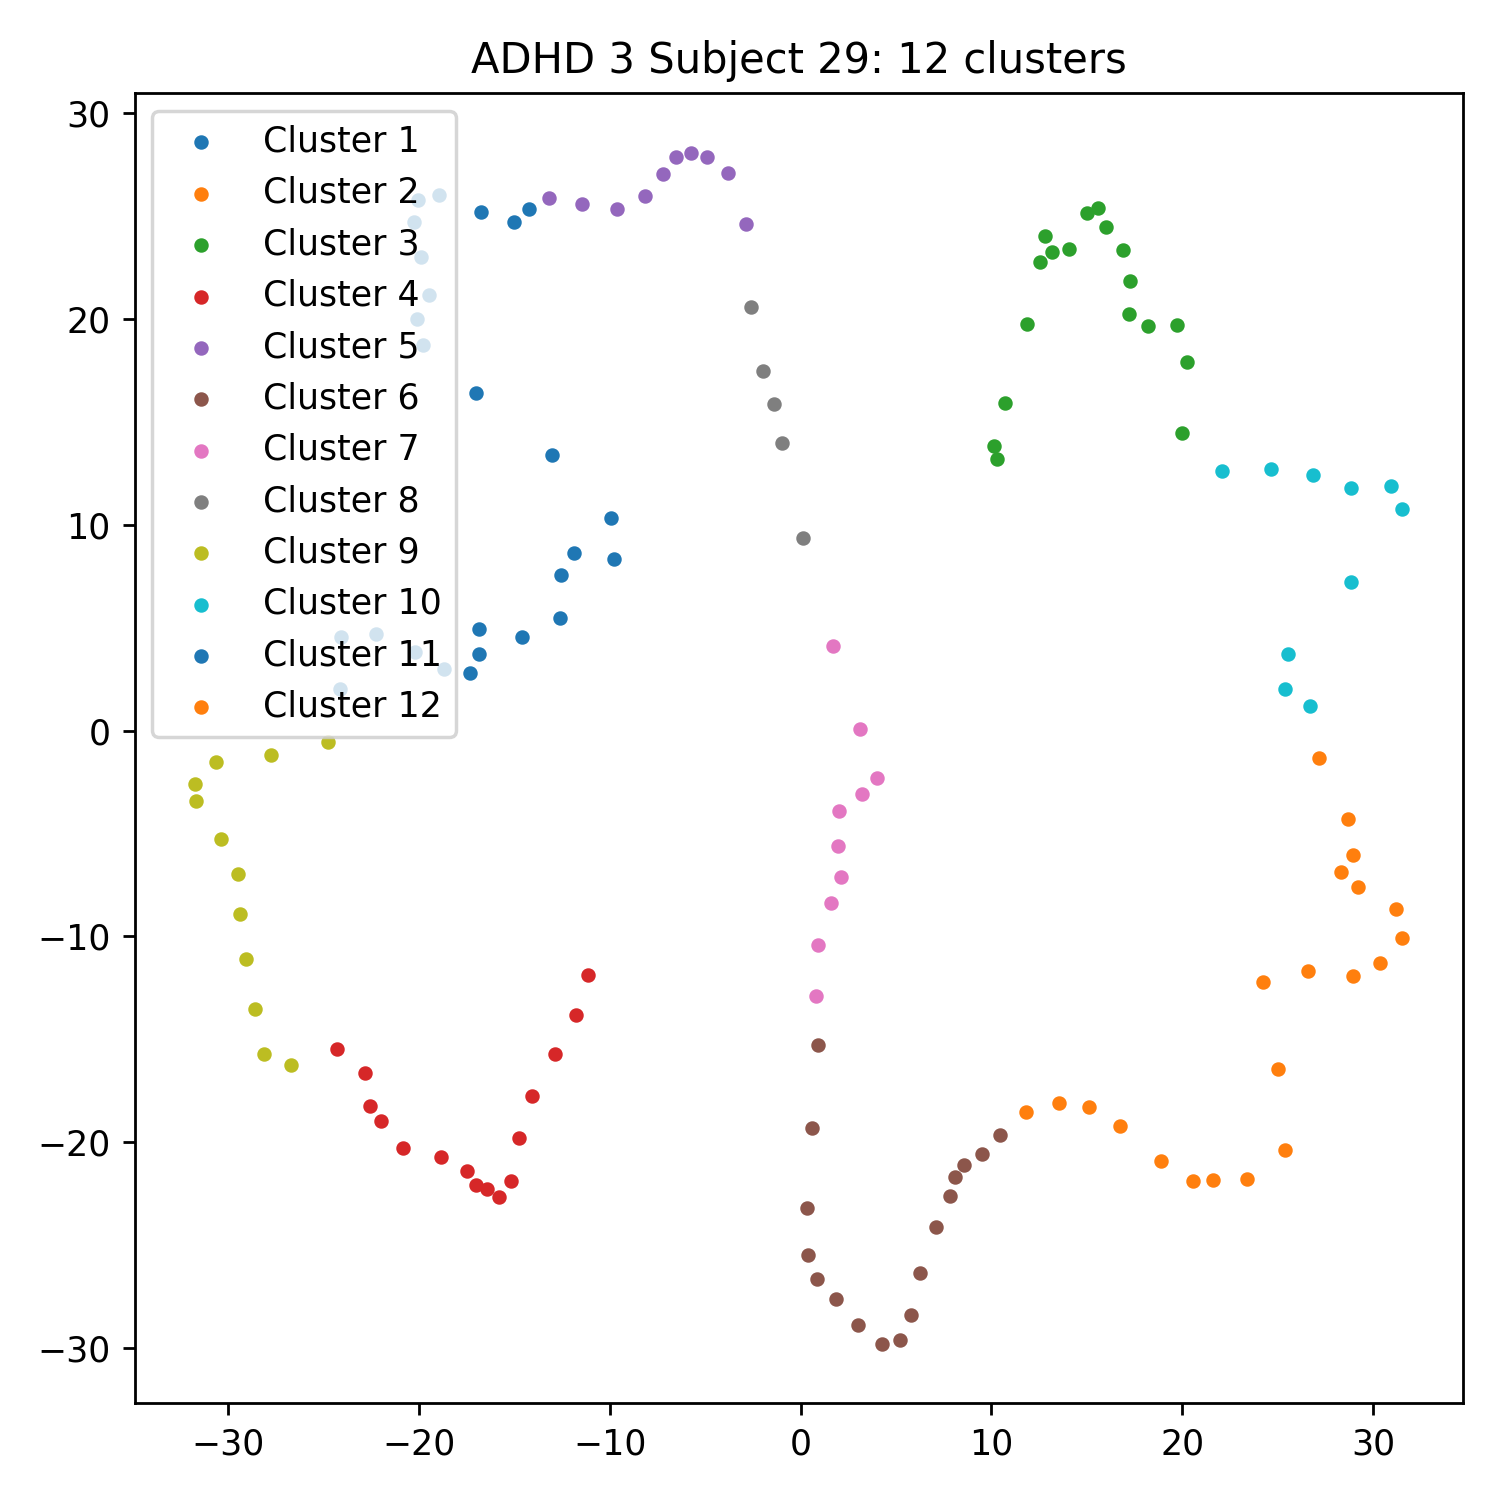 ADHD 3 Subject 29: 12 clusters
30
20
10
0
−10
−20
−30
Cluster 1
Cluster 2
Cluster 3
Cluster 4
Cluster 5
Cluster 6
Cluster 7
Cluster 8
Cluster 9
Cluster 10
Cluster 11
Cluster 12
−30 −20 −10 0 10 20 30